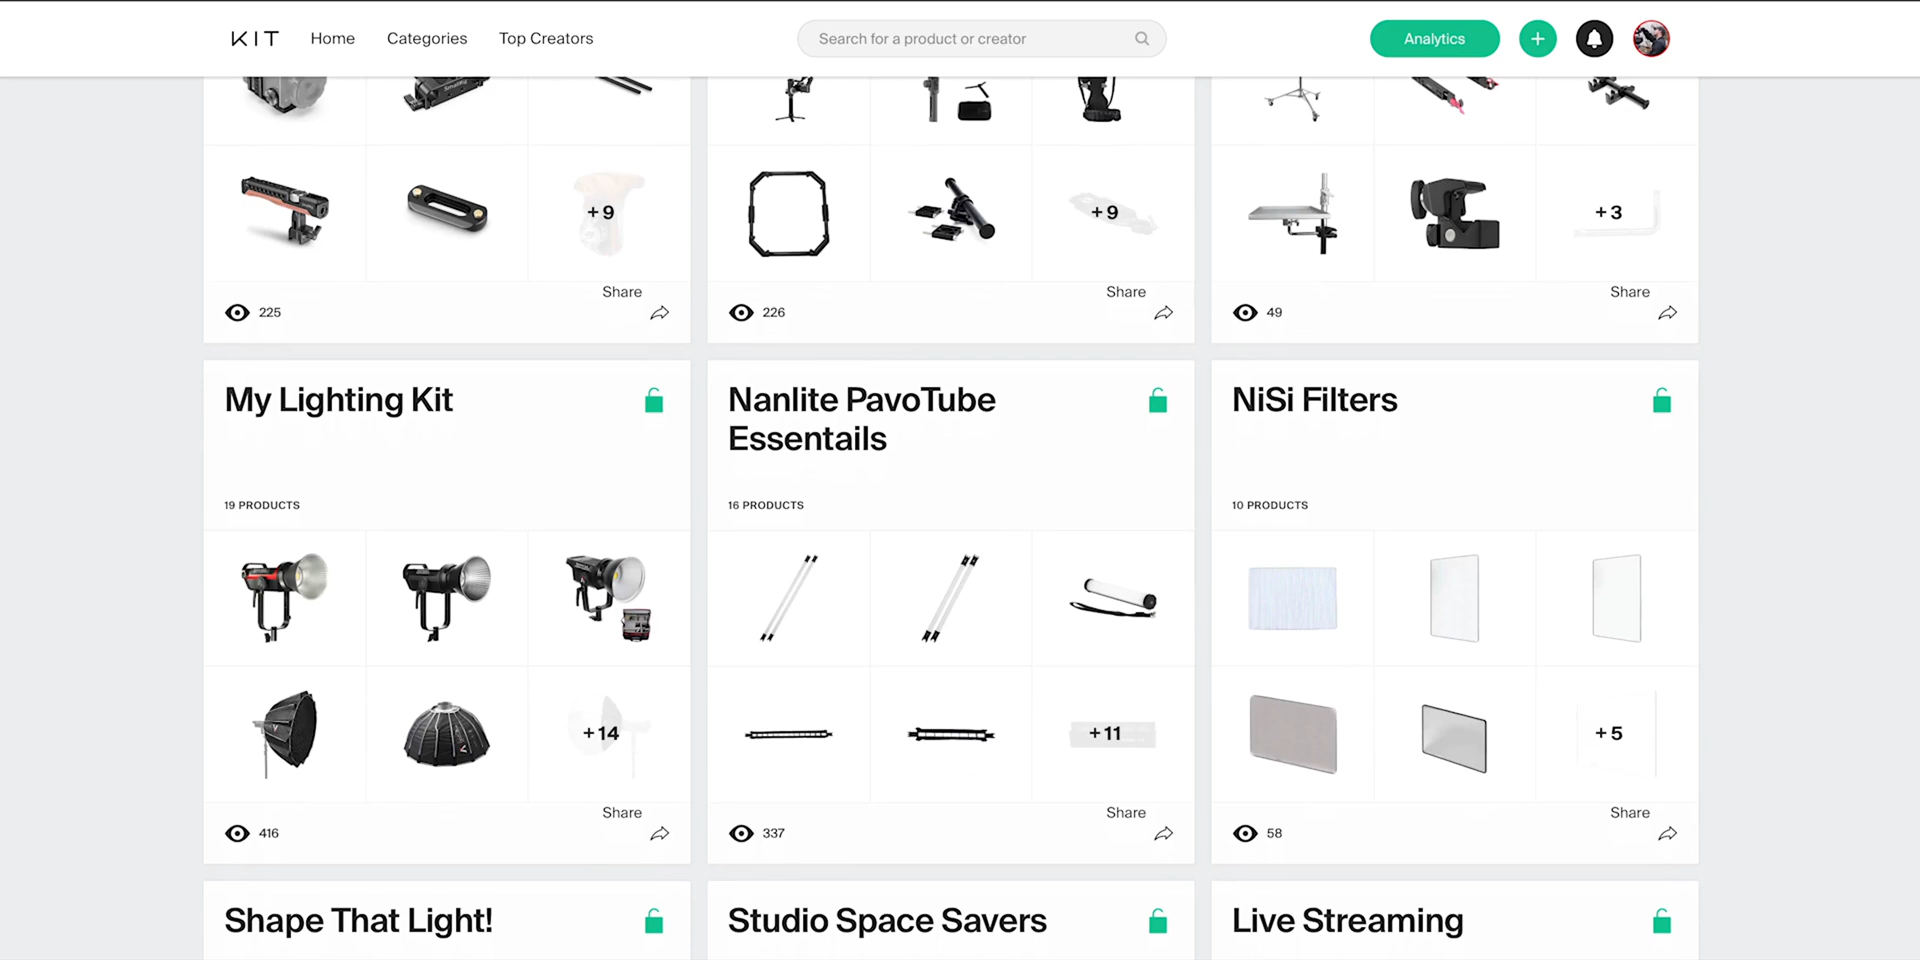 KIT Home Categories Top Creators Search for a product or creator Analytics
+9 +9 +3
Share Share Share
225 226 49
My Lighting Kit
19 PRODUCTS
+14
Share
416
Nanlite PavoTube
Essentails
16 PRODUCTS
+11
Share
337
NiSi Filters
10 PRODUCTS
+5
Share
58
Shape That Light!
Studio Space Savers
Live Streaming